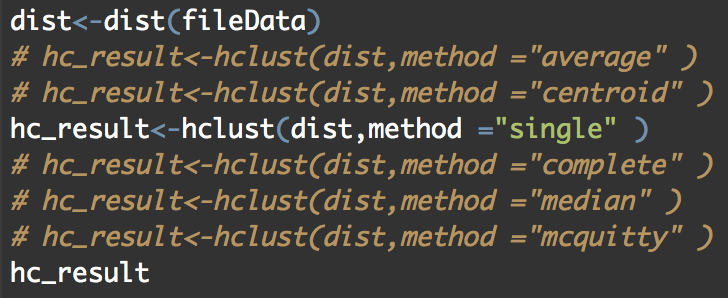 dist<-dist(fileData)
# hc_result<-hclust(dist,method ="average" )
# hc_result<-hclust(dist,method ="centroid" )
hc_result<-hclust(dist,method ="single" )
# hc_result<-hclust(dist,method ="complete" )
# hc_result<-hclust(dist,method ="median" )
# hc_result<-hclust(dist,method ="mcquitty" )
hc_result